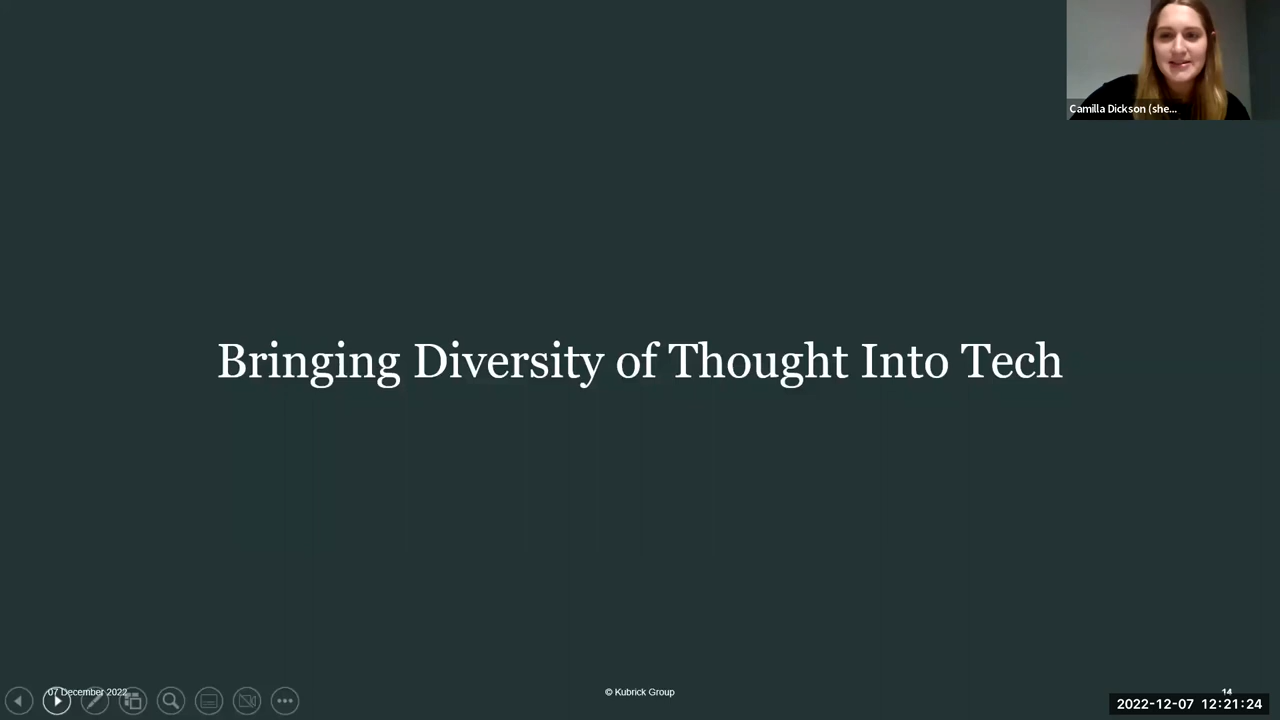 Camilla Dickson (she...
Bringing Diversity of Thought Into Tech
07 December 2022
© Kubrick Group
14
2022-12-07 12:21:24